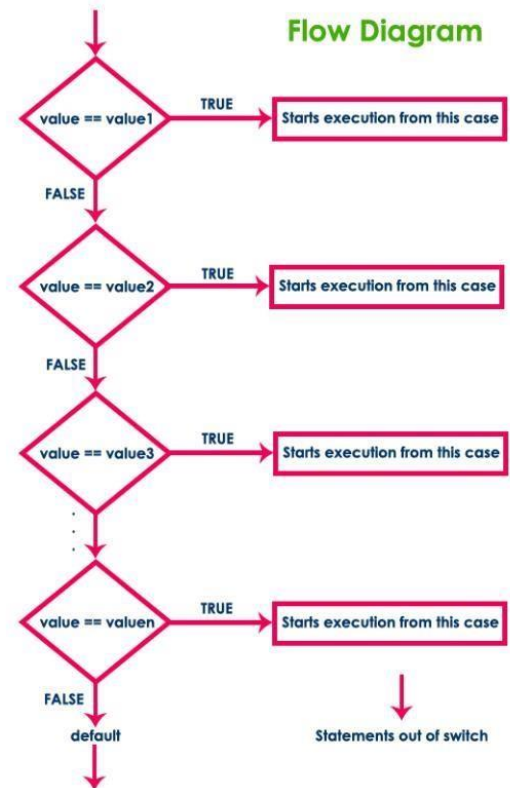 Flow Diagram
value == value1
TRUE
Starts execution from this case
FALSE
value == value2
TRUE
Starts execution from this case
FALSE
value == value3
TRUE
Starts execution from this case
.
.
.
value == valuen
TRUE
Starts execution from this case
FALSE
default
Statements out of switch